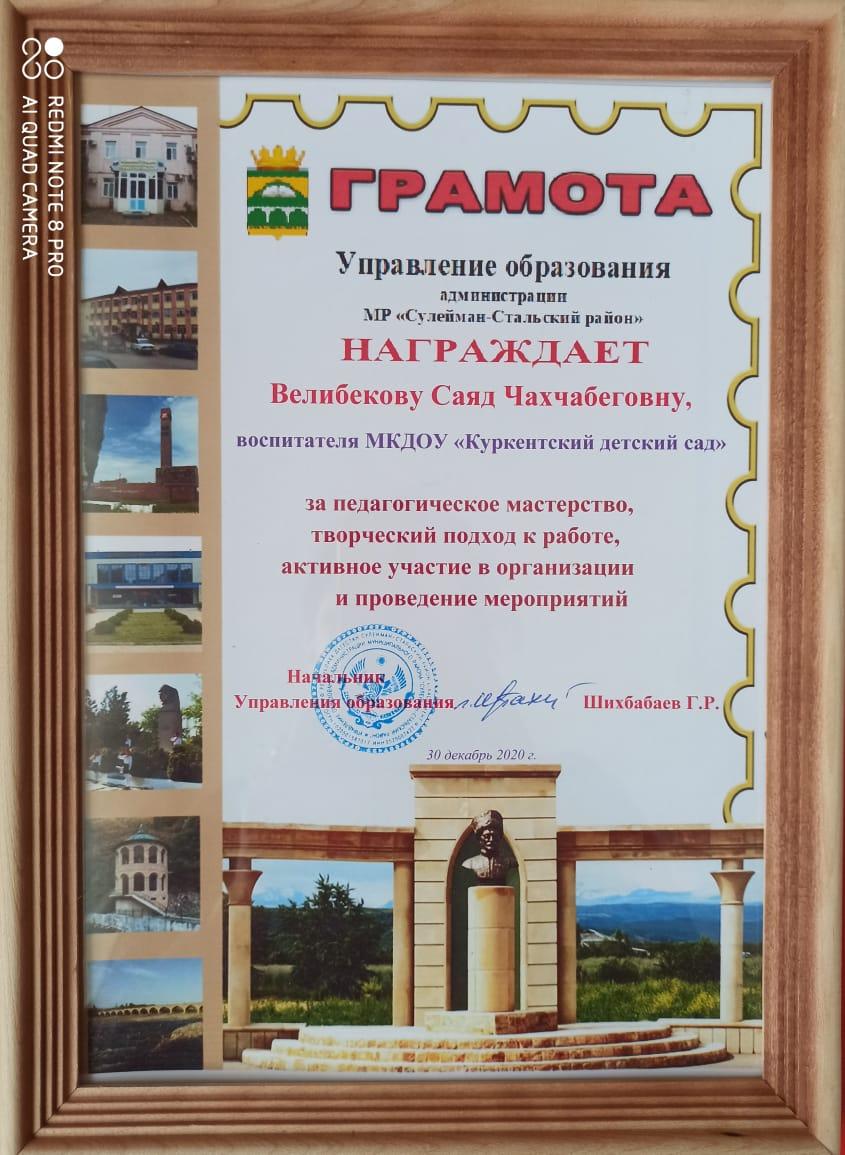 ГРАМОТА
Управление образования
администрации
МР «Сулейман-Стальский район»
НАГРАЖДАЕТ
Велибекову Саяд Чахчабеговну,
воспитателя МКДОУ «Куркентский детский сад»
за педагогическое мастерство,
творческий подход к работе,
активное участие в организации
и проведение мероприятий
Начальник
Управления образования Шихбабаев Г.Р.
30 декабрь 2020 г.
REDMI NOTE 8 PRO
AI QUAD CAMERA